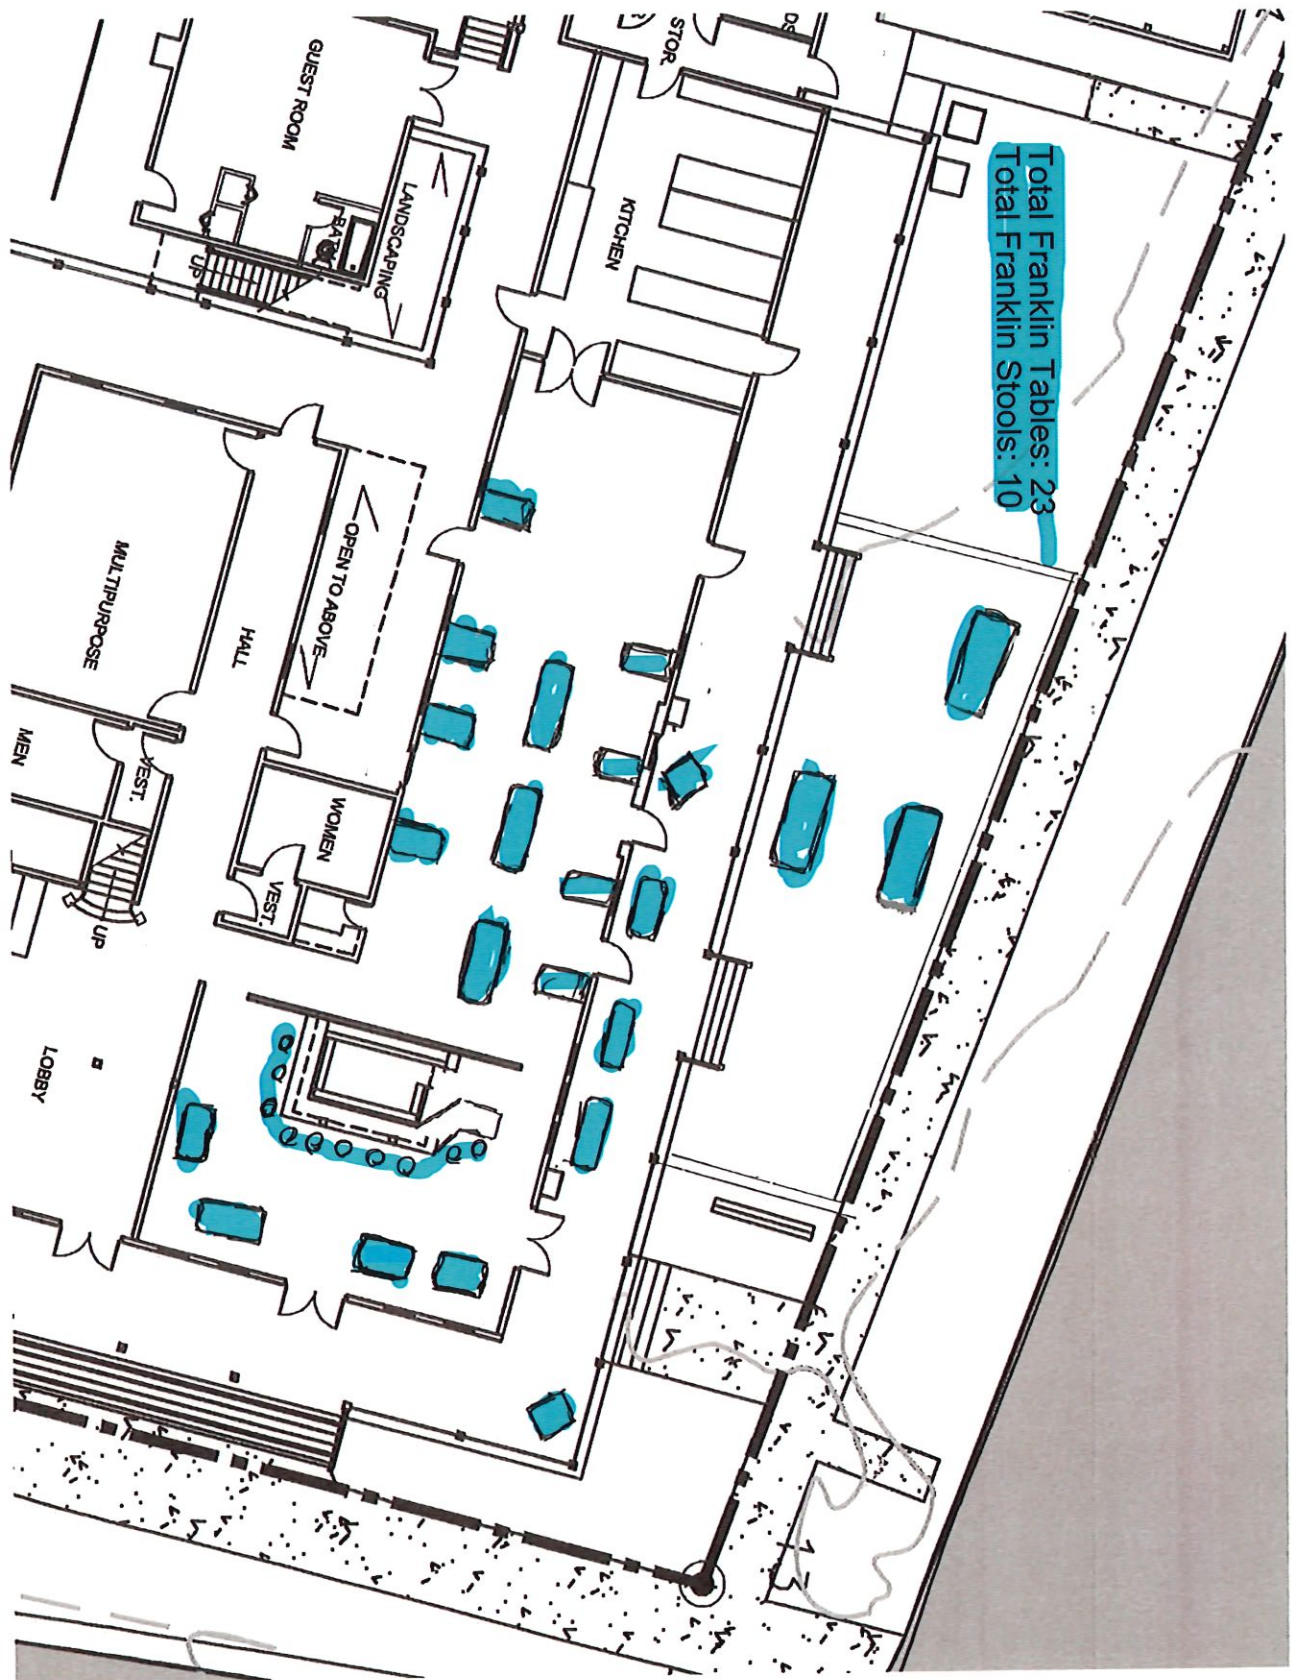 Total Franklin Tables: 23
Total Franklin Stools: 10
STOR.
GUEST ROOM
LANDSCAPING
BATH
UP
KITCHEN
OPEN TO ABOVE
HALL
MULTIPURPOSE
MEN
VEST.
WOMEN
VEST.
UP
LOBBY